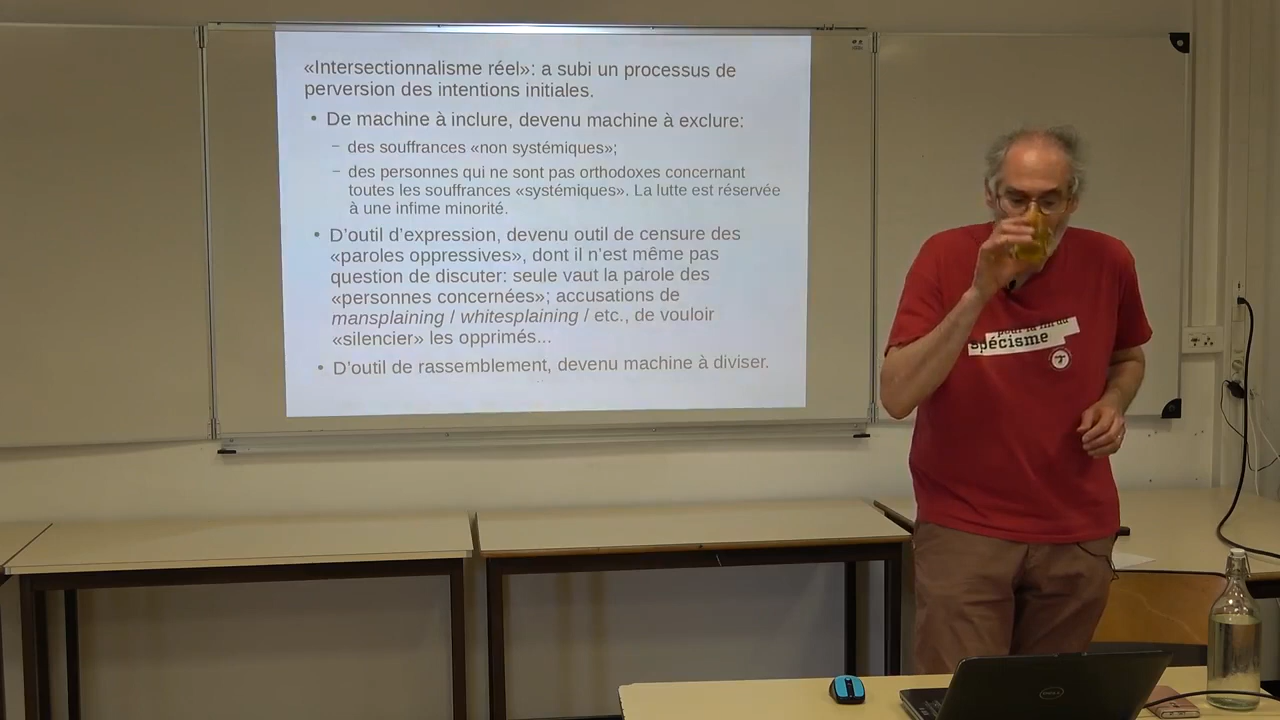 «Intersectionnalisme réel»: a subi un processus de
perversion des intentions initiales.
• De machine à inclure, devenu machine à exclure:
– des souffrances «non systémiques»;
– des personnes qui ne sont pas orthodoxes concernant
toutes les souffrances «systémiques». La lutte est réservée
à une infime minorité.
• D’outil d’expression, devenu outil de censure des
«paroles oppressives», dont il n’est même pas
question de discuter: seule vaut la parole des
«personnes concernées»; accusations de
mansplaining / whitesplaining / etc., de vouloir
«silencier» les opprimés...
• D’outil de rassemblement, devenu machine à diviser.
pour la fin du
spécisme
DELL